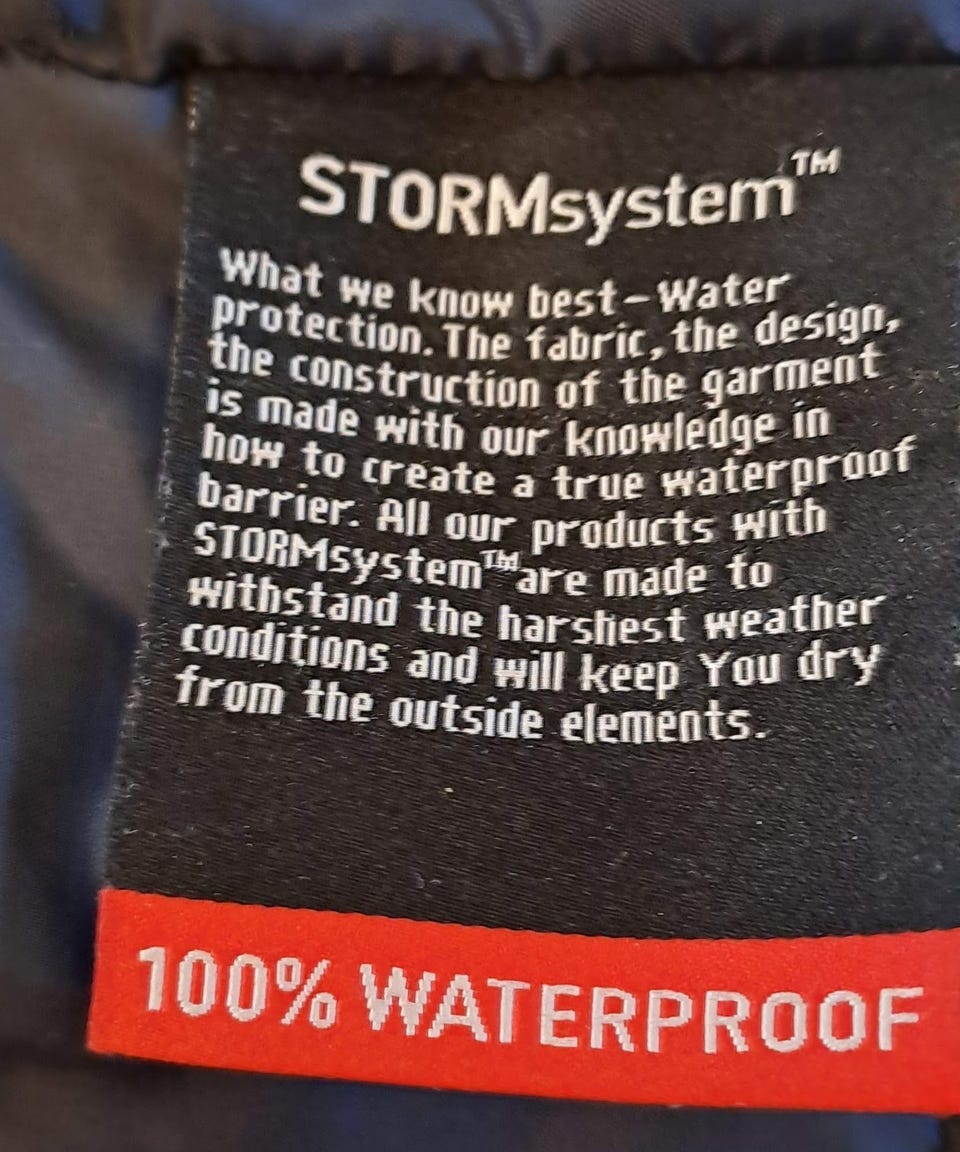 STORMsystem™
What we know best-Water
protection. The fabric, the design,
the construction of the garment
is made with our knowledge in
how to create a true waterproof
barrier. All our products with
STORMsystem™ are made to
withstand the harshest weather
conditions and will keep You dry
from the outside elements.
100% WATERPROOF